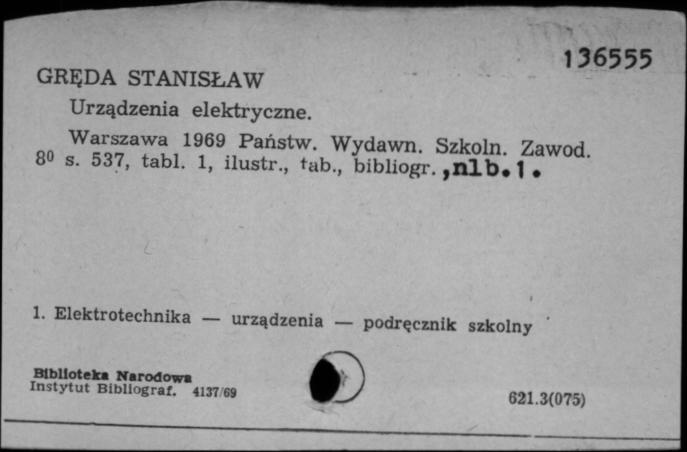 136555
GRĘDA STANISŁAW
Urządzenia elektryczne.
Warszawa 1969 Państw. Wydawn. Szkoln. Zawod.
8⁰ s. 537, tabl. 1, ilustr., tab., bibliogr. ,nlb.1.
1. Elektrotechnika — urządzenia — podręcznik szkolny
Biblioteka Narodowa
Instytut Bibliograf. 4137/69
621.3(075)